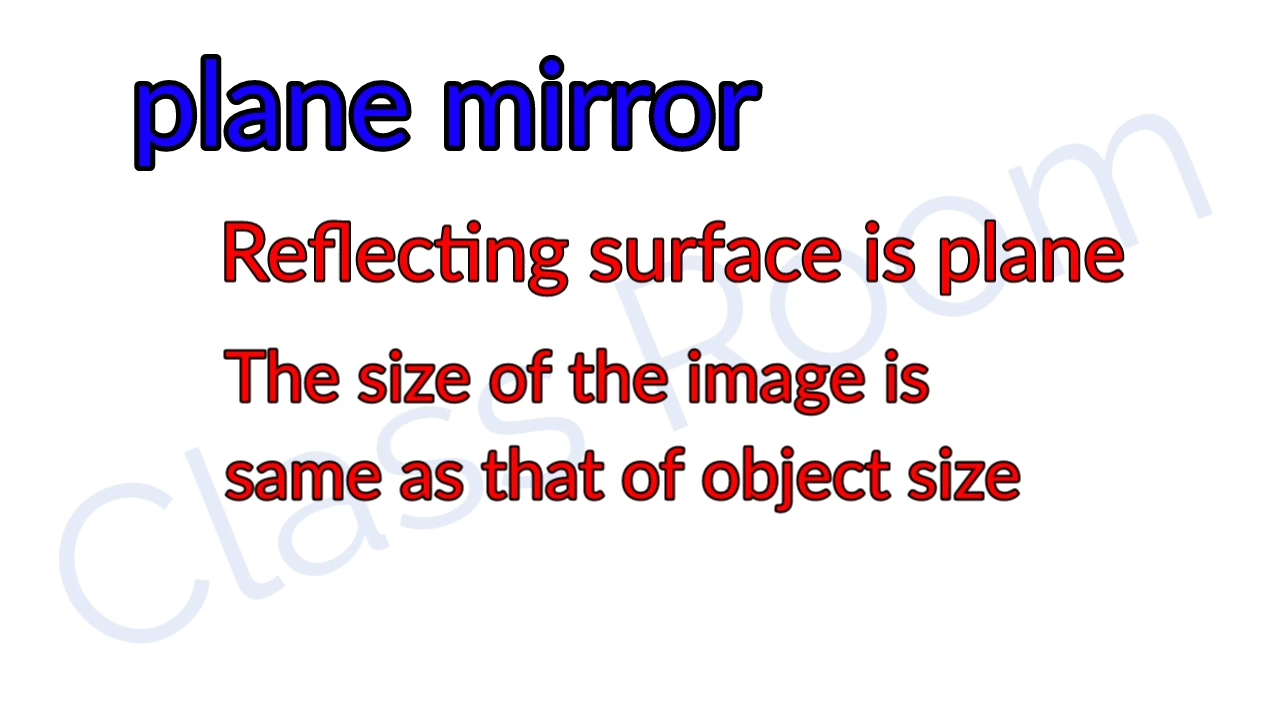 plane mirror
Reflecting surface is plane
The size of the image is
same as that of object size
Class Room